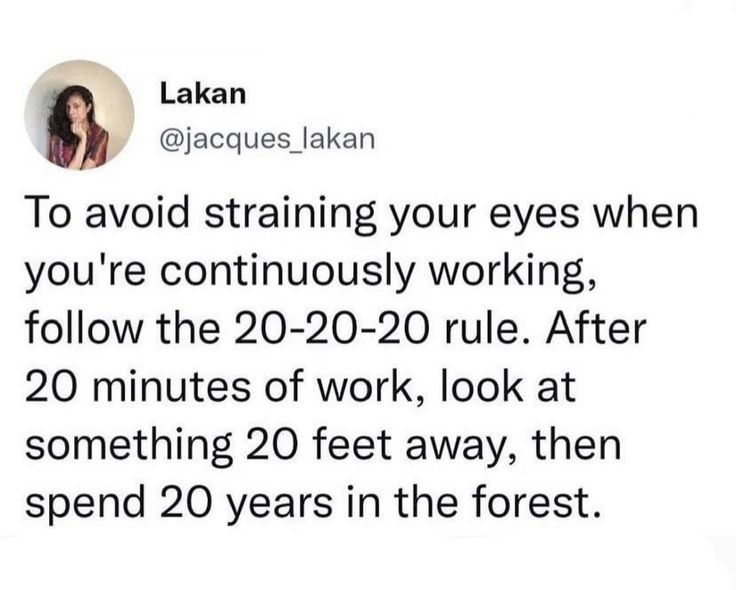 Lakan
@jacques_lakan
To avoid straining your eyes when
you're continuously working,
follow the 20-20-20 rule. After
20 minutes of work, look at
something 20 feet away, then
spend 20 years in the forest.